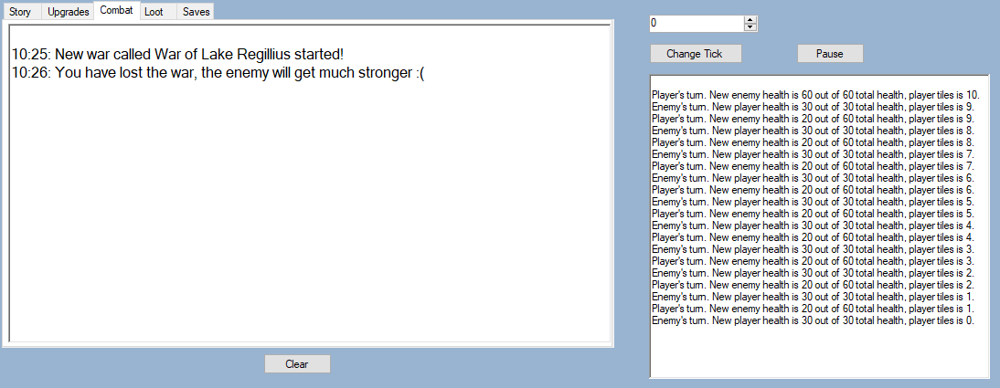 Story Upgrades Combat Loot Saves
10:25: New war called War of Lake Regillius started!
10:26: You have lost the war, the enemy will get much stronger :(
Clear
0
Change Tick Pause
Player's turn. New enemy health is 60 out of 60 total health, player tiles is 10.
Enemy's turn. New player health is 30 out of 30 total health, player tiles is 9.
Player's turn. New enemy health is 20 out of 60 total health, player tiles is 9.
Enemy's turn. New player health is 30 out of 30 total health, player tiles is 8.
Player's turn. New enemy health is 20 out of 60 total health, player tiles is 8.
Enemy's turn. New player health is 30 out of 30 total health, player tiles is 7.
Player's turn. New enemy health is 20 out of 60 total health, player tiles is 7.
Enemy's turn. New player health is 30 out of 30 total health, player tiles is 6.
Player's turn. New enemy health is 20 out of 60 total health, player tiles is 6.
Enemy's turn. New player health is 30 out of 30 total health, player tiles is 5.
Player's turn. New enemy health is 20 out of 60 total health, player tiles is 5.
Enemy's turn. New player health is 30 out of 30 total health, player tiles is 4.
Player's turn. New enemy health is 20 out of 60 total health, player tiles is 4.
Enemy's turn. New player health is 30 out of 30 total health, player tiles is 3.
Player's turn. New enemy health is 20 out of 60 total health, player tiles is 3.
Enemy's turn. New player health is 30 out of 30 total health, player tiles is 2.
Player's turn. New enemy health is 20 out of 60 total health, player tiles is 2.
Enemy's turn. New player health is 30 out of 30 total health, player tiles is 1.
Player's turn. New enemy health is 20 out of 60 total health, player tiles is 1.
Enemy's turn. New player health is 30 out of 30 total health, player tiles is 0.